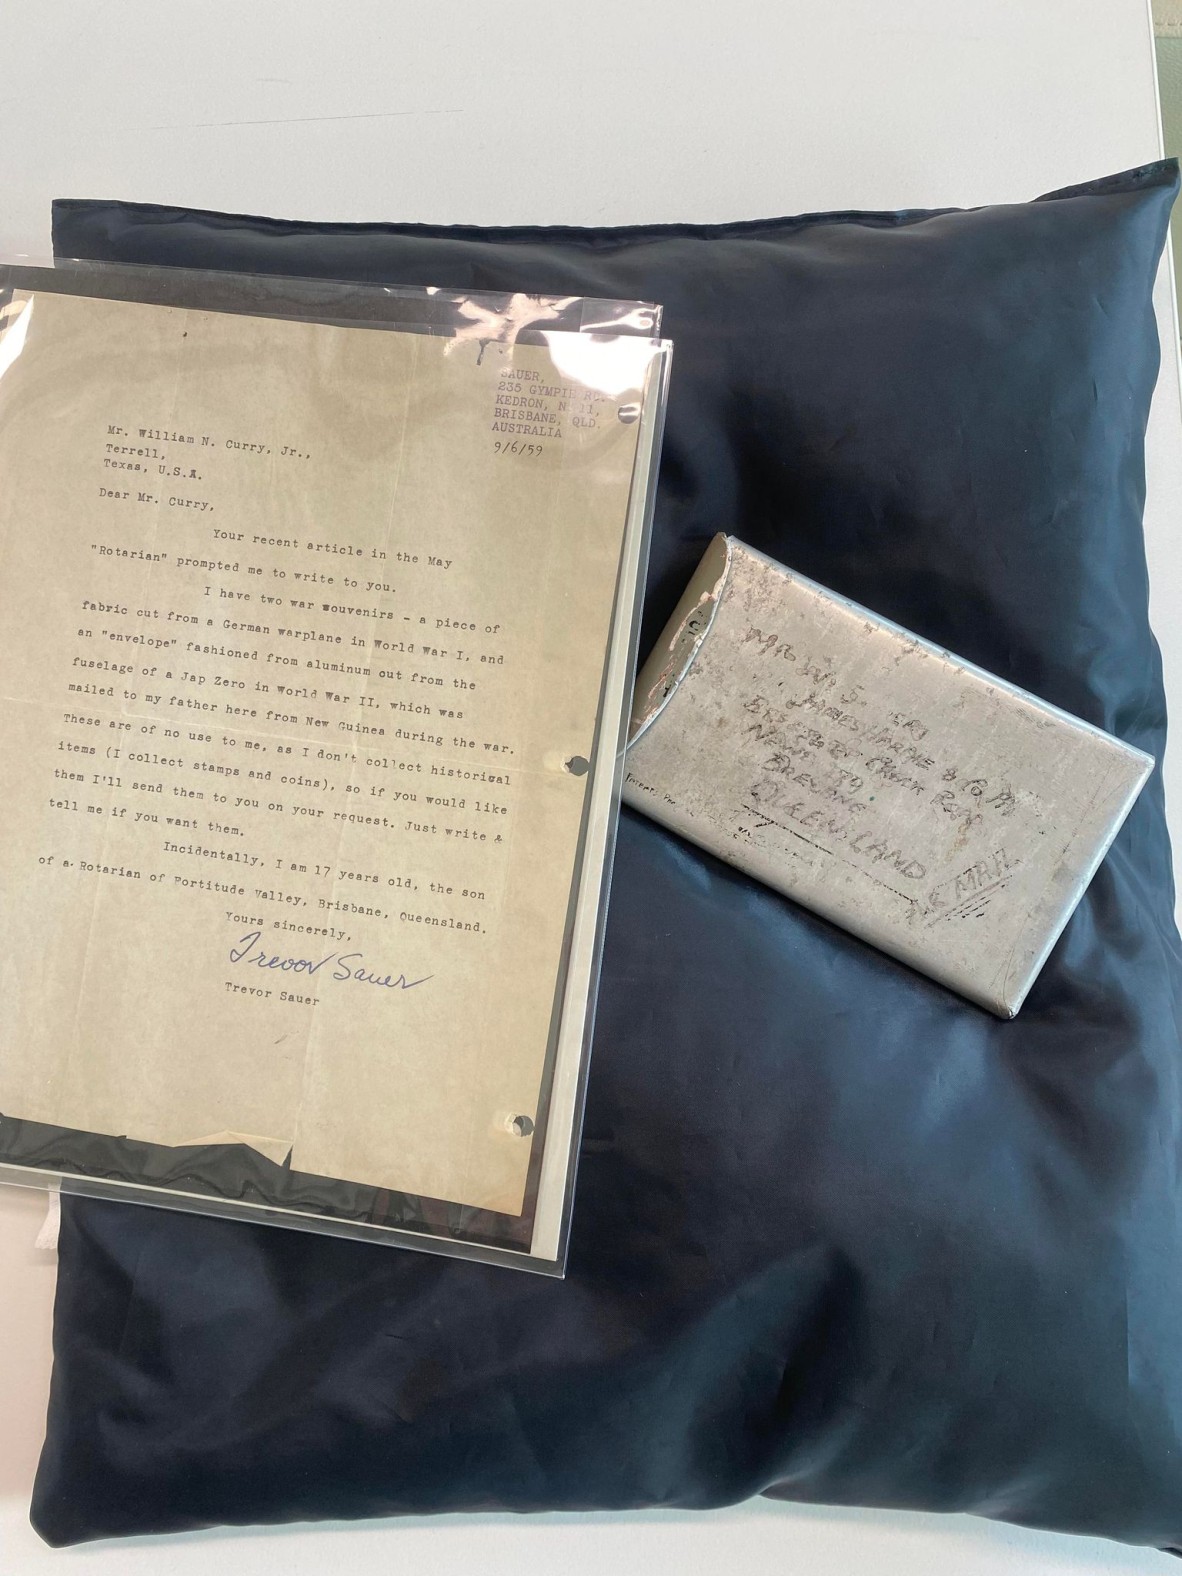 SAUER,
235 GYMPIE RD.
KEDRON, N 11,
BRISBANE, QLD.
AUSTRALIA
9/6/59
Mr. William N. Curry, Jr.,
Terrell,
Texas, U.S.A.
Dear Mr. Curry,
Your recent article in the May
"Rotarian" prompted me to write to you.
I have two war souvenirs - a piece of
fabric cut from a German warplane in World War I, and
an "envelope" fashioned from aluminum cut from the
fuselage of a Jap Zero in World War II, which was
mailed to my father here from New Guinea during the war.
These are of no use to me, as I don't collect historical
items (I collect stamps and coins), so if you would like
them I'll send them to you on your request. Just write &
tell me if you want them.
Incidentally, I am 17 years old, the son
of a Rotarian of Fortitude Valley, Brisbane, Queensland.
Yours sincerely,
Trevor Sauer
Trevor Sauer
MR W. S.
JAMES
NEWS
QUEENSLAND